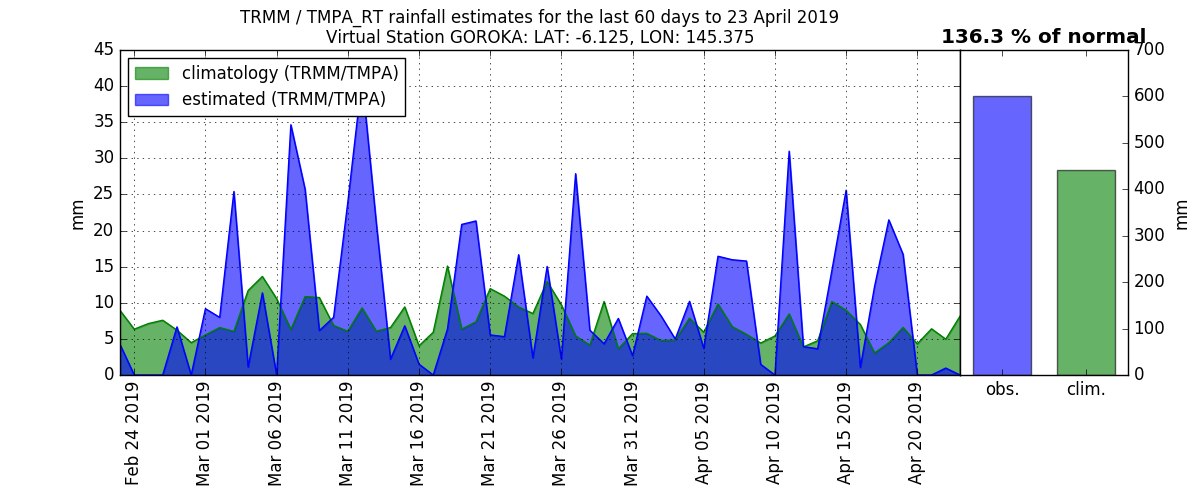 TRMM / TMPA_RT rainfall estimates for the last 60 days to 23 April 2019
Virtual Station GOROKA: LAT: -6.125, LON: 145.375
136.3 % of normal
climatology (TRMM/TMPA)
estimated (TRMM/TMPA)
mm
45
40
35
30
25
20
15
10
5
0
Feb 24 2019
Mar 01 2019
Mar 06 2019
Mar 11 2019
Mar 16 2019
Mar 21 2019
Mar 26 2019
Mar 31 2019
Apr 05 2019
Apr 10 2019
Apr 15 2019
Apr 20 2019
700
600
500
400
300
200
100
0
mm
obs.
clim.